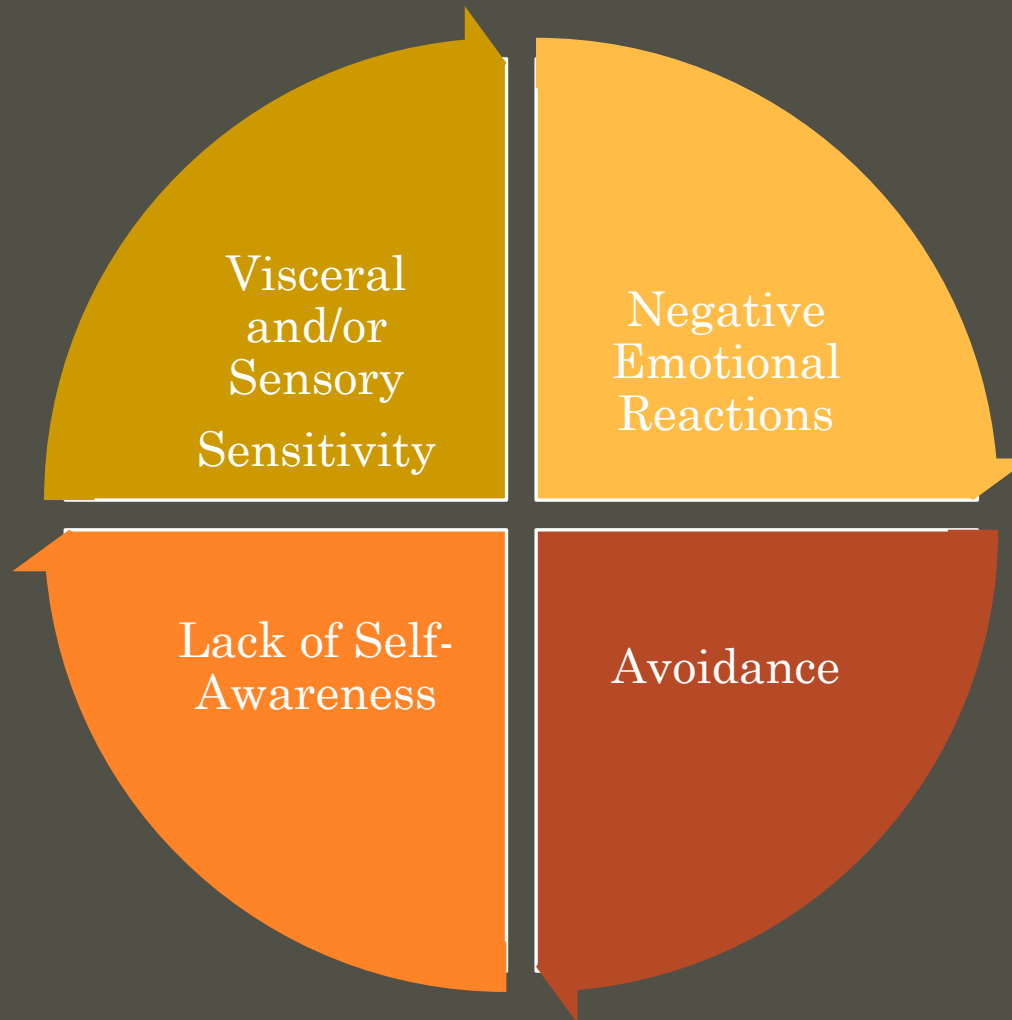 Visceral
and/or
Sensory
Sensitivity
Negative
Emotional
Reactions
Lack of Self-
Awareness
Avoidance